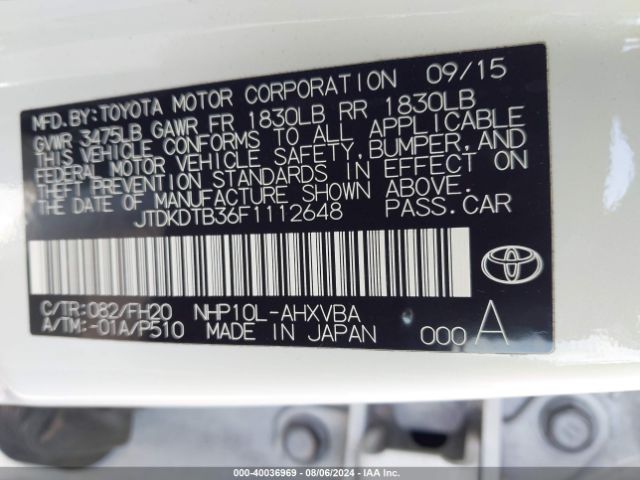 MFD.BY:TOYOTA MOTOR CORPORATION 09/15
GVWR 3475LB GAWR FR 1830LB RR 1830LB
THIS VEHICLE CONFORMS TO ALL APPLICABLE
FEDERAL MOTOR VEHICLE SAFETY,BUMPER,AND
THEFT PREVENTION STANDARDS IN EFFECT ON
THE DATE OF MANUFACTURE SHOWN ABOVE.
JTDKDTB36F1112648 PASS.CAR
C/TR:082/FH20 NHP10L-AHXVBA
A/TM:-01A/P510 MADE IN JAPAN 000 A
000-40036969 - 08/06/2024 - IAA Inc.